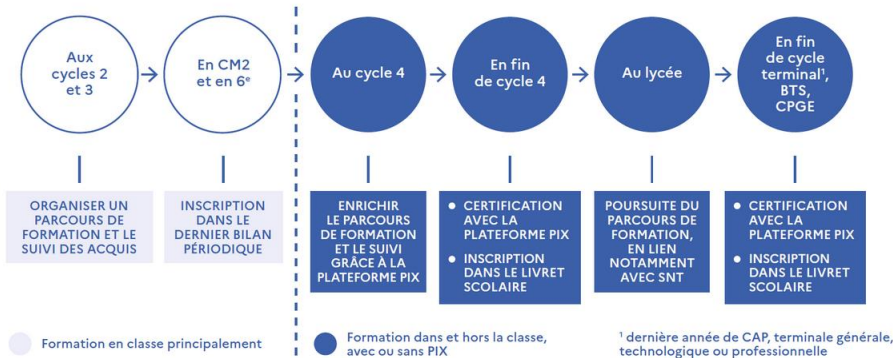 Aux
cycles 2
et 3
En CM2
et en 6e
Au cycle 4
En fin
de cycle 4
Au lycée
En fin
de cycle
terminal¹,
BTS,
CPGE
ORGANISER UN
PARCOURS DE
FORMATION ET LE
SUIVI DES ACQUIS
INSCRIPTION
DANS LE
DERNIER BILAN
PÉRIODIQUE
ENRICHIR
LE PARCOURS
DE FORMATION
ET LE SUIVI
GRÂCE À LA
PLATEFORME PIX
• CERTIFICATION
AVEC LA
PLATEFORME PIX
• INSCRIPTION
DANS LE LIVRET
SCOLAIRE
POURSUITE DU
PARCOURS DE
FORMATION,
EN LIEN
NOTAMMENT
AVEC SNT
• CERTIFICATION
AVEC LA
PLATEFORME PIX
• INSCRIPTION
DANS LE LIVRET
SCOLAIRE
Formation en classe principalement
Formation dans et hors la classe,
avec ou sans PIX
¹ dernière année de CAP, terminale générale,
technologique ou professionnelle